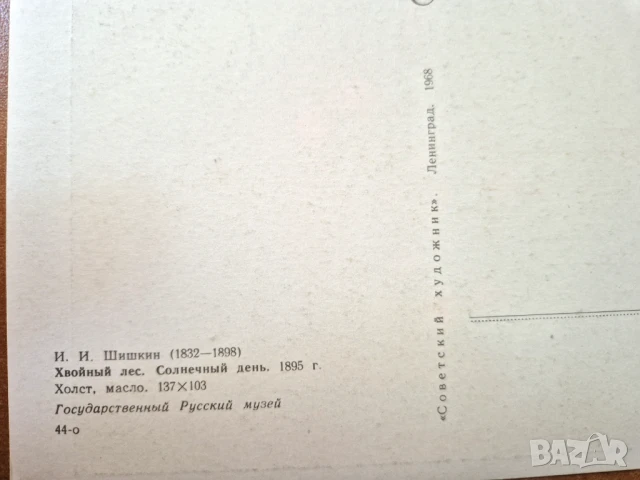 И. И. Шишкин (1832—1898)
Хвойный лес. Солнечный день. 1895 г.
Холст, масло. 137×103
Государственный Русский музей
44-о
«Советский художник». Ленинград. 1968
BAZAR